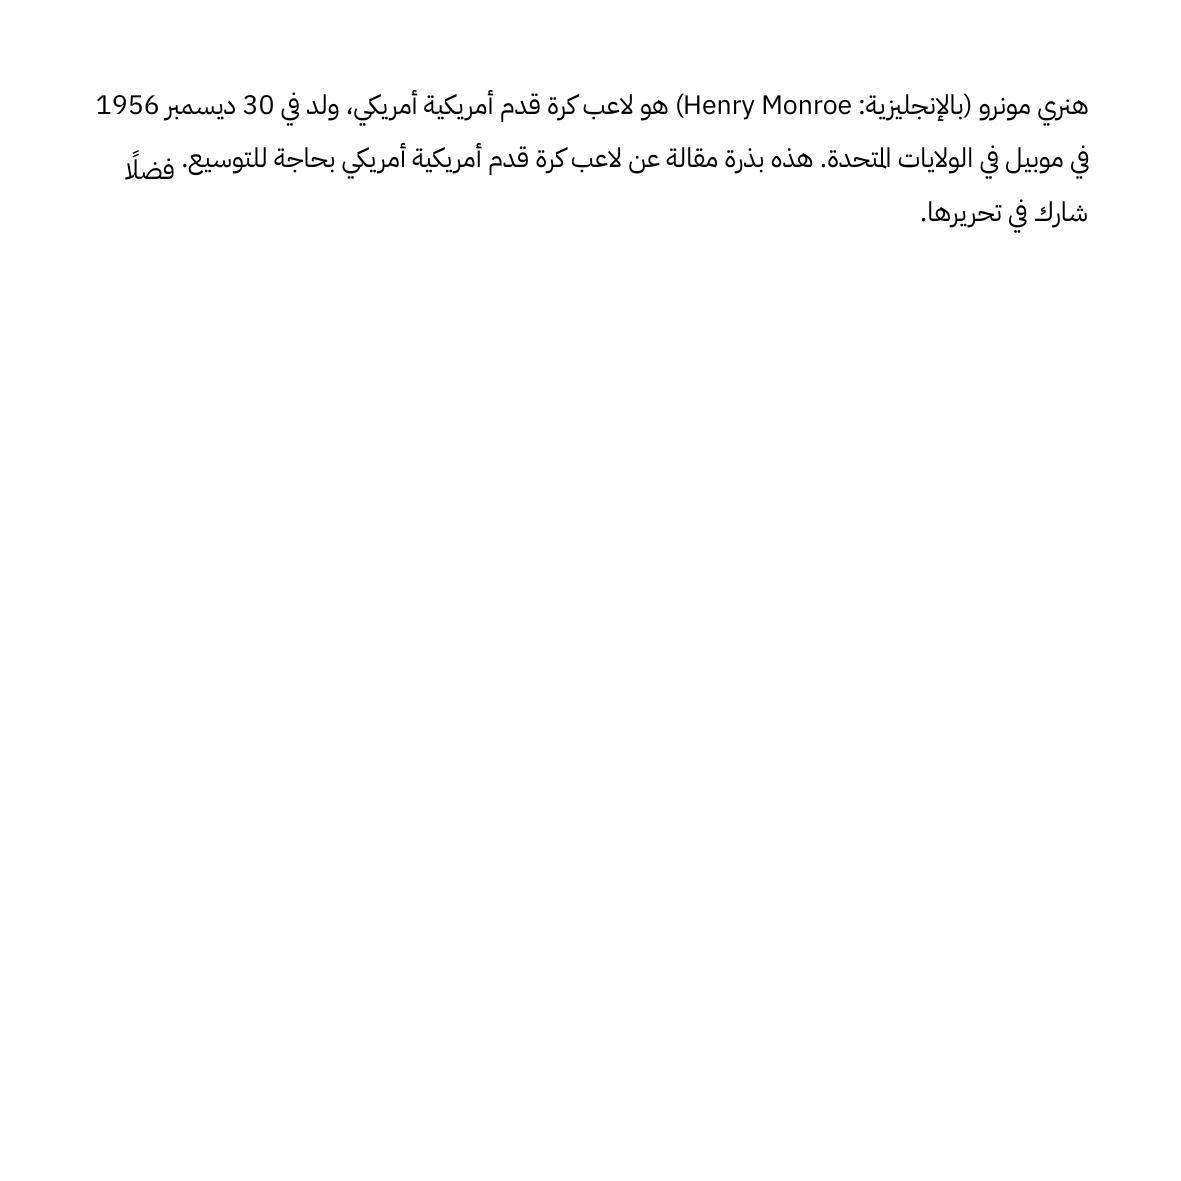 هنري مونرو (بالإنجليزية: Henry Monroe) هو لاعب كرة قدم أمريكية أمريكي، ولد في 30 ديسمبر 1956
في موبيل في الولايات المتحدة. هذه بذرة مقالة عن لاعب كرة قدم أمريكية أمريكي بحاجة للتوسيع. فضلًا
شارك في تحريرها.